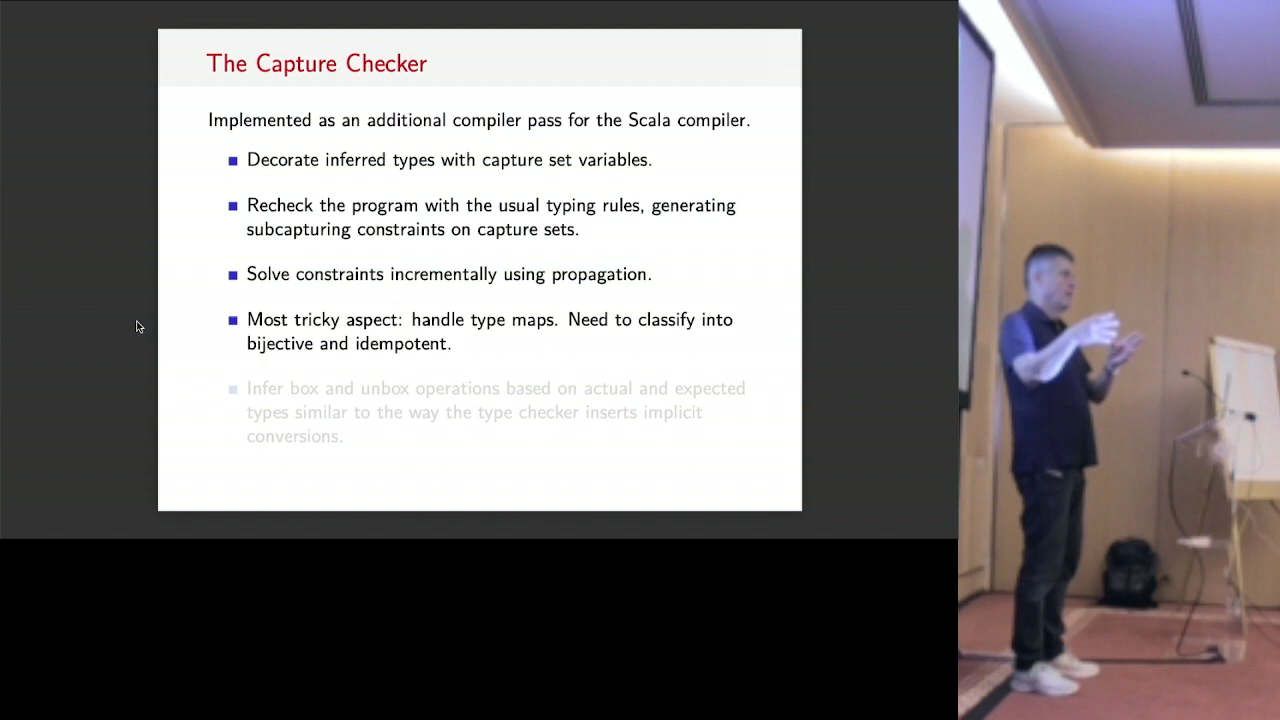 The Capture Checker
Implemented as an additional compiler pass for the Scala compiler.
Decorate inferred types with capture set variables.
Recheck the program with the usual typing rules, generating
subcapturing constraints on capture sets.
Solve constraints incrementally using propagation.
Most tricky aspect: handle type maps. Need to classify into
bijective and idempotent.
Infer box and unbox operations based on actual and expected
types similar to the way the type checker inserts implicit
conversions.